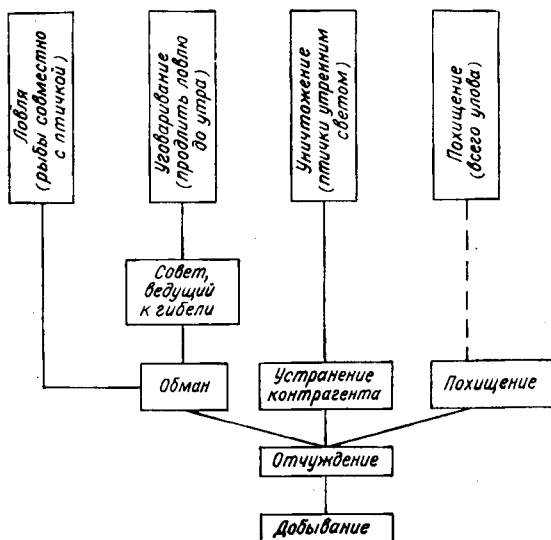 Ловля
(рыбы совместно
с птичкой)
Уговаривание
(продлить ловлю
до утра)
Уничтожение
(птички утренним
светом)
Похищение
(всего улова)
Совет,
ведущий
к гибели
Обман
Устранение
контрагента
Похищение
Отчуждение
Добывание